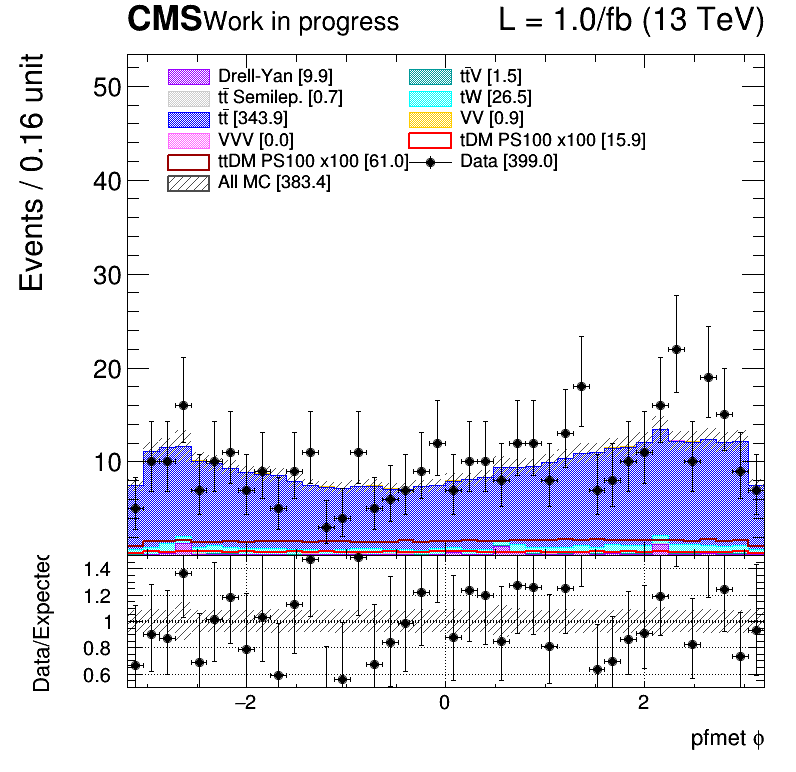 CMS Work in progress L = 1.0/fb (13 TeV)
Events / 0.16 unit
50
40
30
20
10
Drell-Yan [9.9] tt̄V [1.5]
tt̄ Semilep. [0.7] tW [26.5]
tt̄ [343.9] VV [0.9]
VVV [0.0] tDM PS100 x100 [15.9]
ttDM PS100 x100 [61.0] Data [399.0]
All MC [383.4]
Data/Expected
1.4
1.2
1
0.8
0.6
−2 0 2
pfmet ϕ